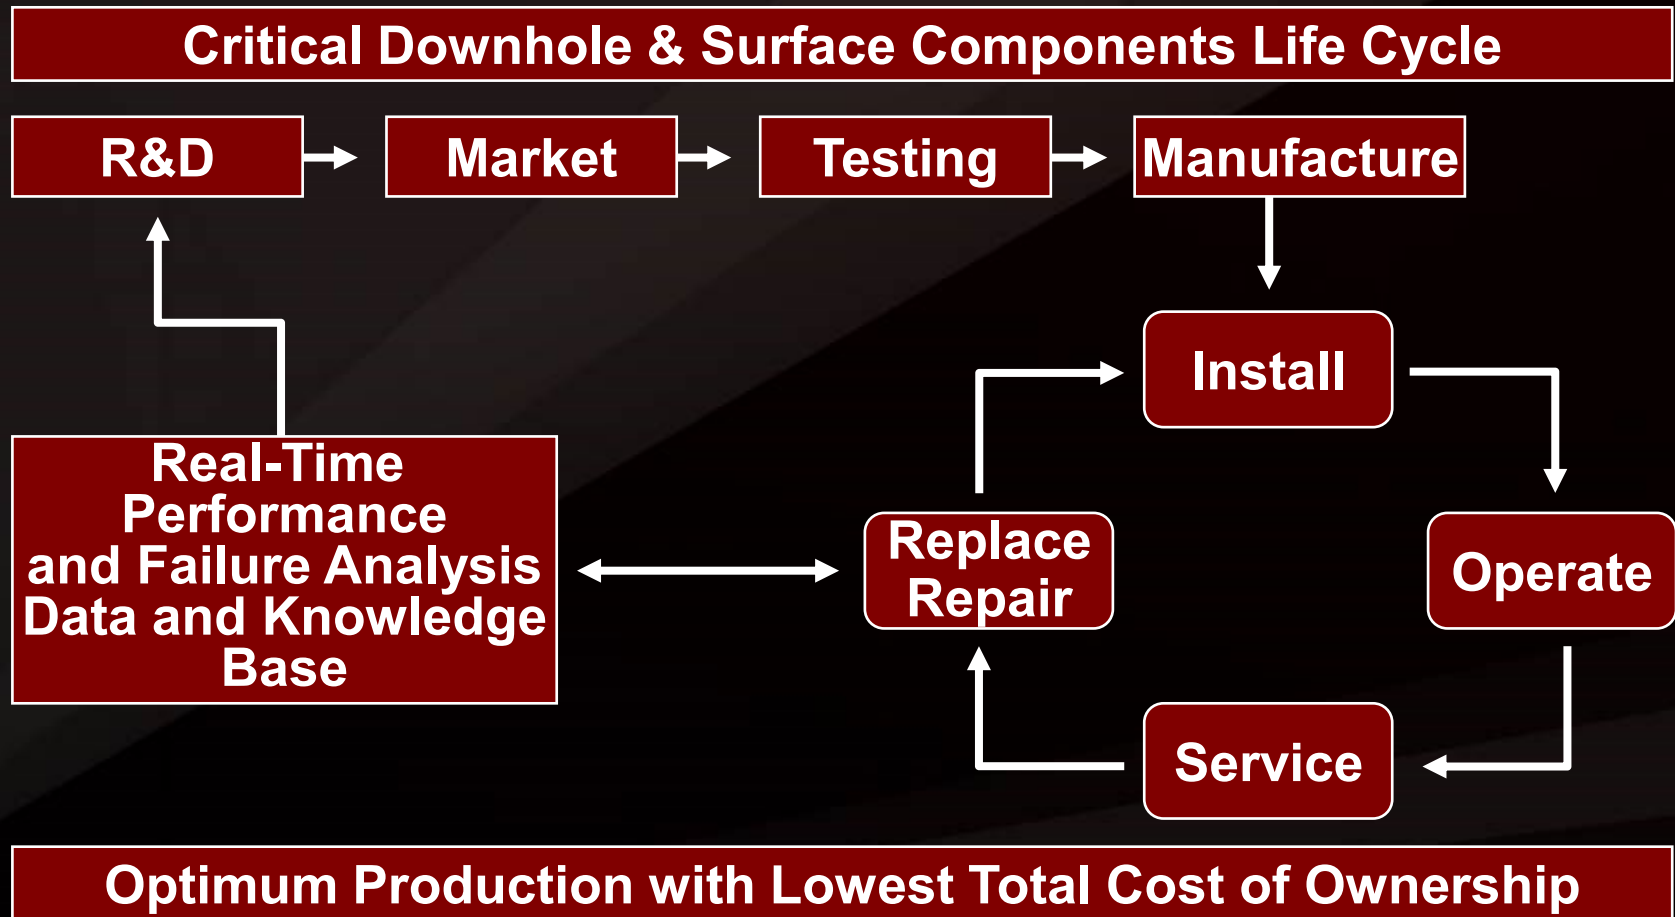 Critical Downhole & Surface Components Life Cycle
R&D
Market
Testing
Manufacture
Install
Real-Time
Performance
and Failure Analysis
Data and Knowledge
Base
Replace
Repair
Operate
Service
Optimum Production with Lowest Total Cost of Ownership